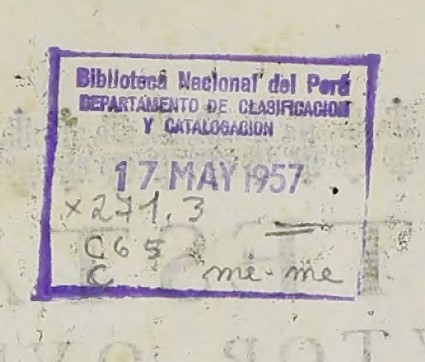 Biblioteca Nacional del Perú
DEPARTAMENTO DE CLASIFICACION
Y CATALOGACION
17 MAY 1957
x271.3
C65
C me-me